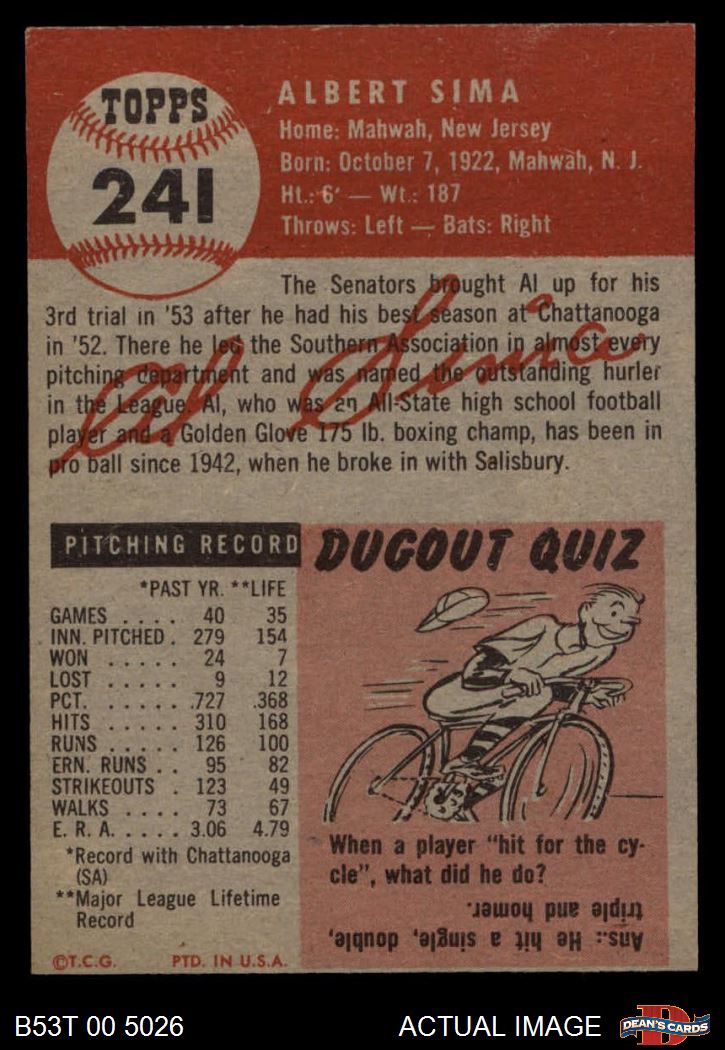 TOPPS
241
ALBERT SIMA
Home: Mahwah, New Jersey
Born: October 7, 1922, Mahwah, N. J.
Ht.: 6' — Wt.: 187
Throws: Left — Bats: Right
The Senators brought Al up for his
3rd trial in '53 after he had his best season at Chattanooga
in '52. There he led the Southern Association in almost every
pitching department and was named the outstanding hurler
in the League. Al, who was an All-State high school football
player and a Golden Glove 175 lb. boxing champ, has been in
pro ball since 1942, when he broke in with Salisbury.
Al Sima
PITCHING RECORD
*PAST YR. **LIFE
GAMES . . . . 40 35
INN. PITCHED . 279 154
WON . . . . . 24 7
LOST . . . . . 9 12
PCT. . . . . . .727 .368
HITS . . . . . 310 168
RUNS . . . . . 126 100
ERN. RUNS . . 95 82
STRIKEOUTS . 123 49
WALKS . . . . 73 67
E. R. A. . . . . 3.06 4.79
*Record with Chattanooga
(SA)
**Major League Lifetime
Record
©T.C.G. PTD. IN U.S.A.
DUGOUT QUIZ
When a player "hit for the cy-
cle", what did he do?
Ans.: He hit a single, double,
triple and homer.
B53T 00 5026
ACTUAL IMAGE
DEAN'S CARDS